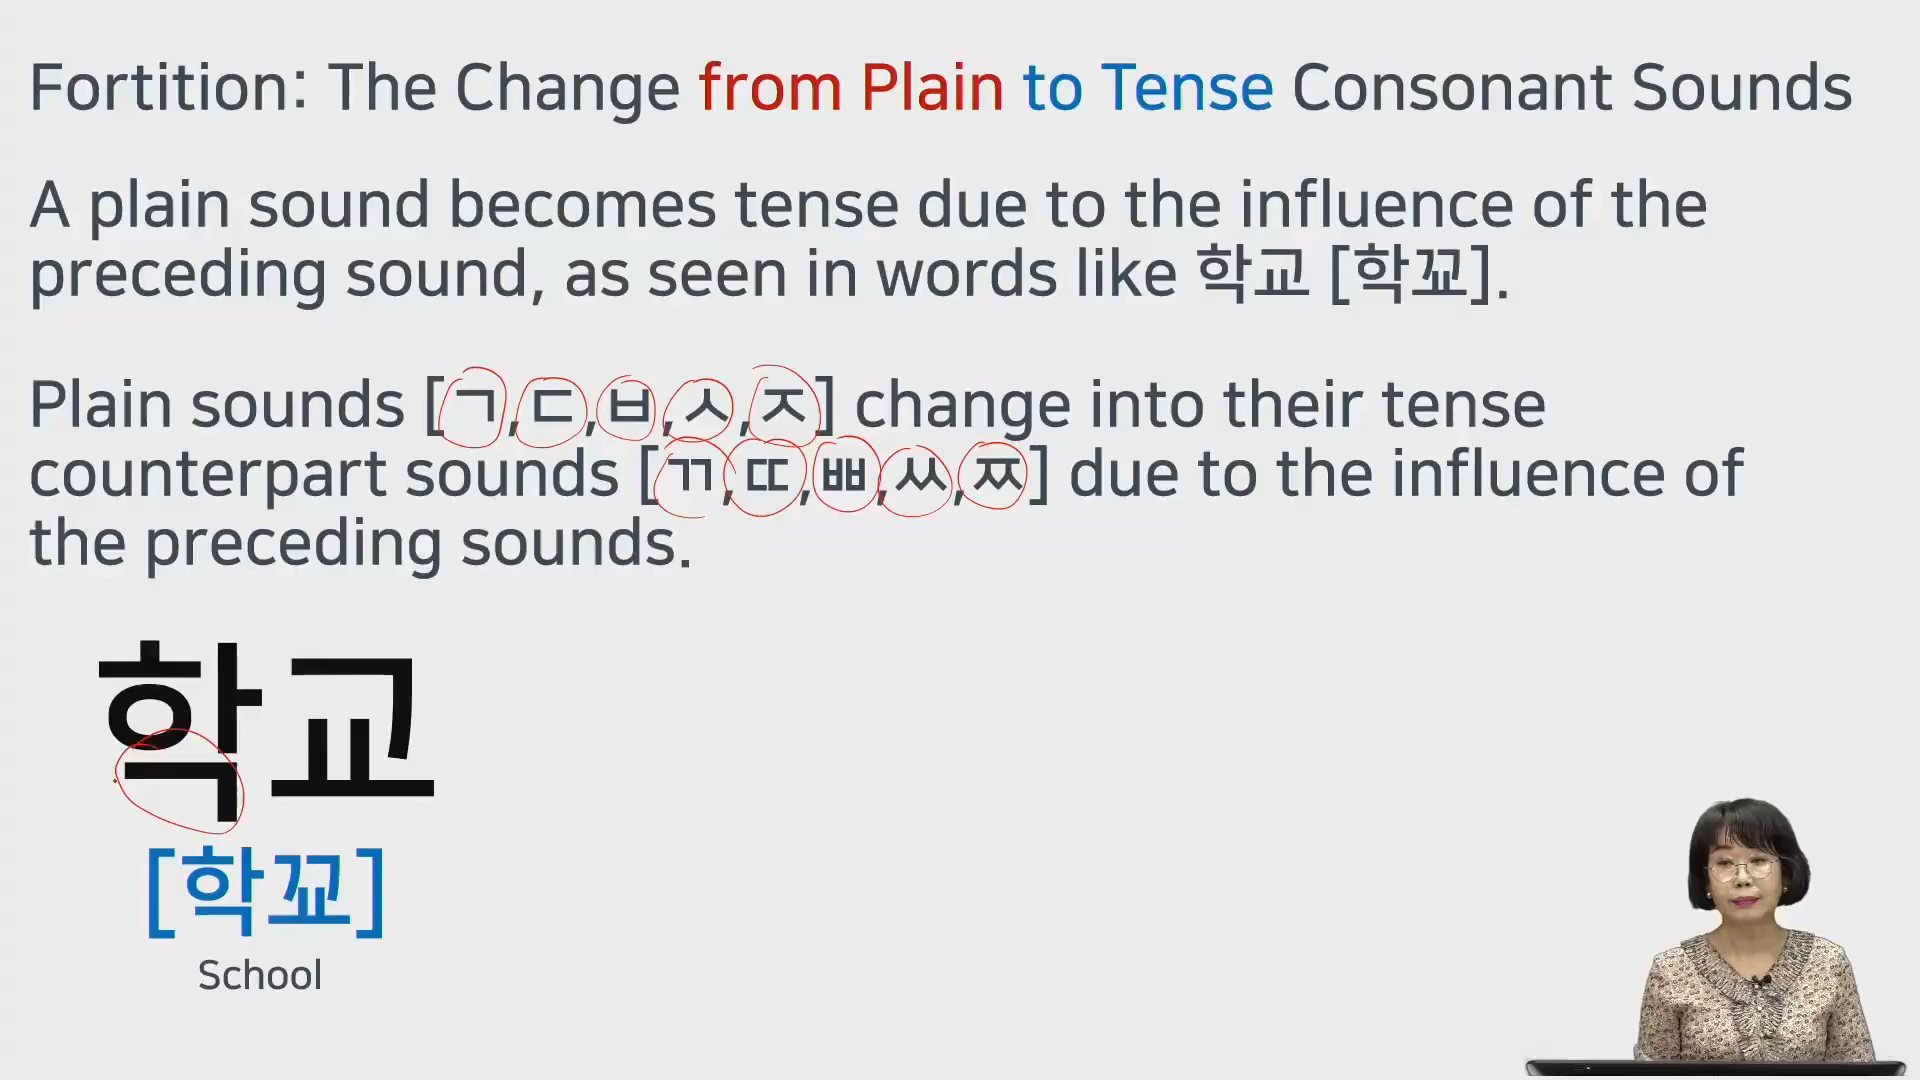 Fortition: The Change from Plain to Tense Consonant Sounds
A plain sound becomes tense due to the influence of the
preceding sound, as seen in words like 학교 [학꾜].
Plain sounds [ㄱ,ㄷ,ㅂ,ㅅ,ㅈ] change into their tense
counterpart sounds [ㄲ,ㄸ,ㅃ,ㅆ,ㅉ] due to the influence of
the preceding sounds.
학교
[학꾜]
School